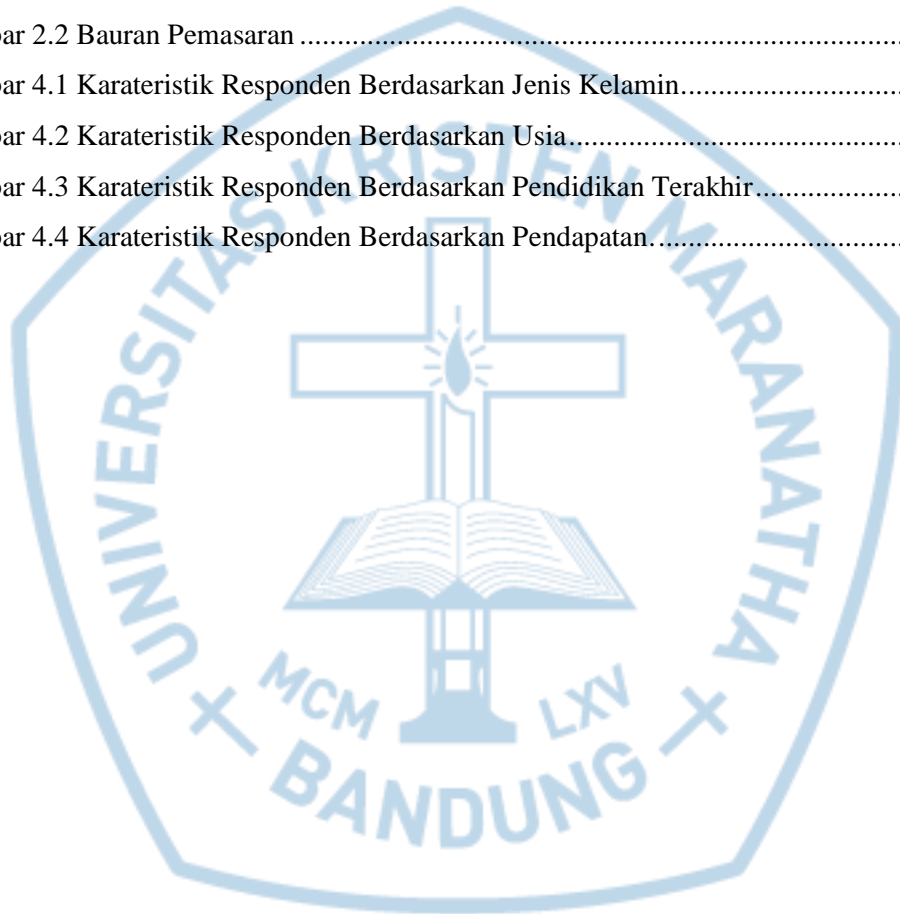 bar 2.2 Bauran Pemasaran
bar 4.1 Karateristik Responden Berdasarkan Jenis Kelamin
bar 4.2 Karateristik Responden Berdasarkan Usia
bar 4.3 Karateristik Responden Berdasarkan Pendidikan Terakhir
bar 4.4 Karateristik Responden Berdasarkan Pendapatan.
UNIVERSITAS KRISTEN MARANATHA
MCM LXV
BANDUNG